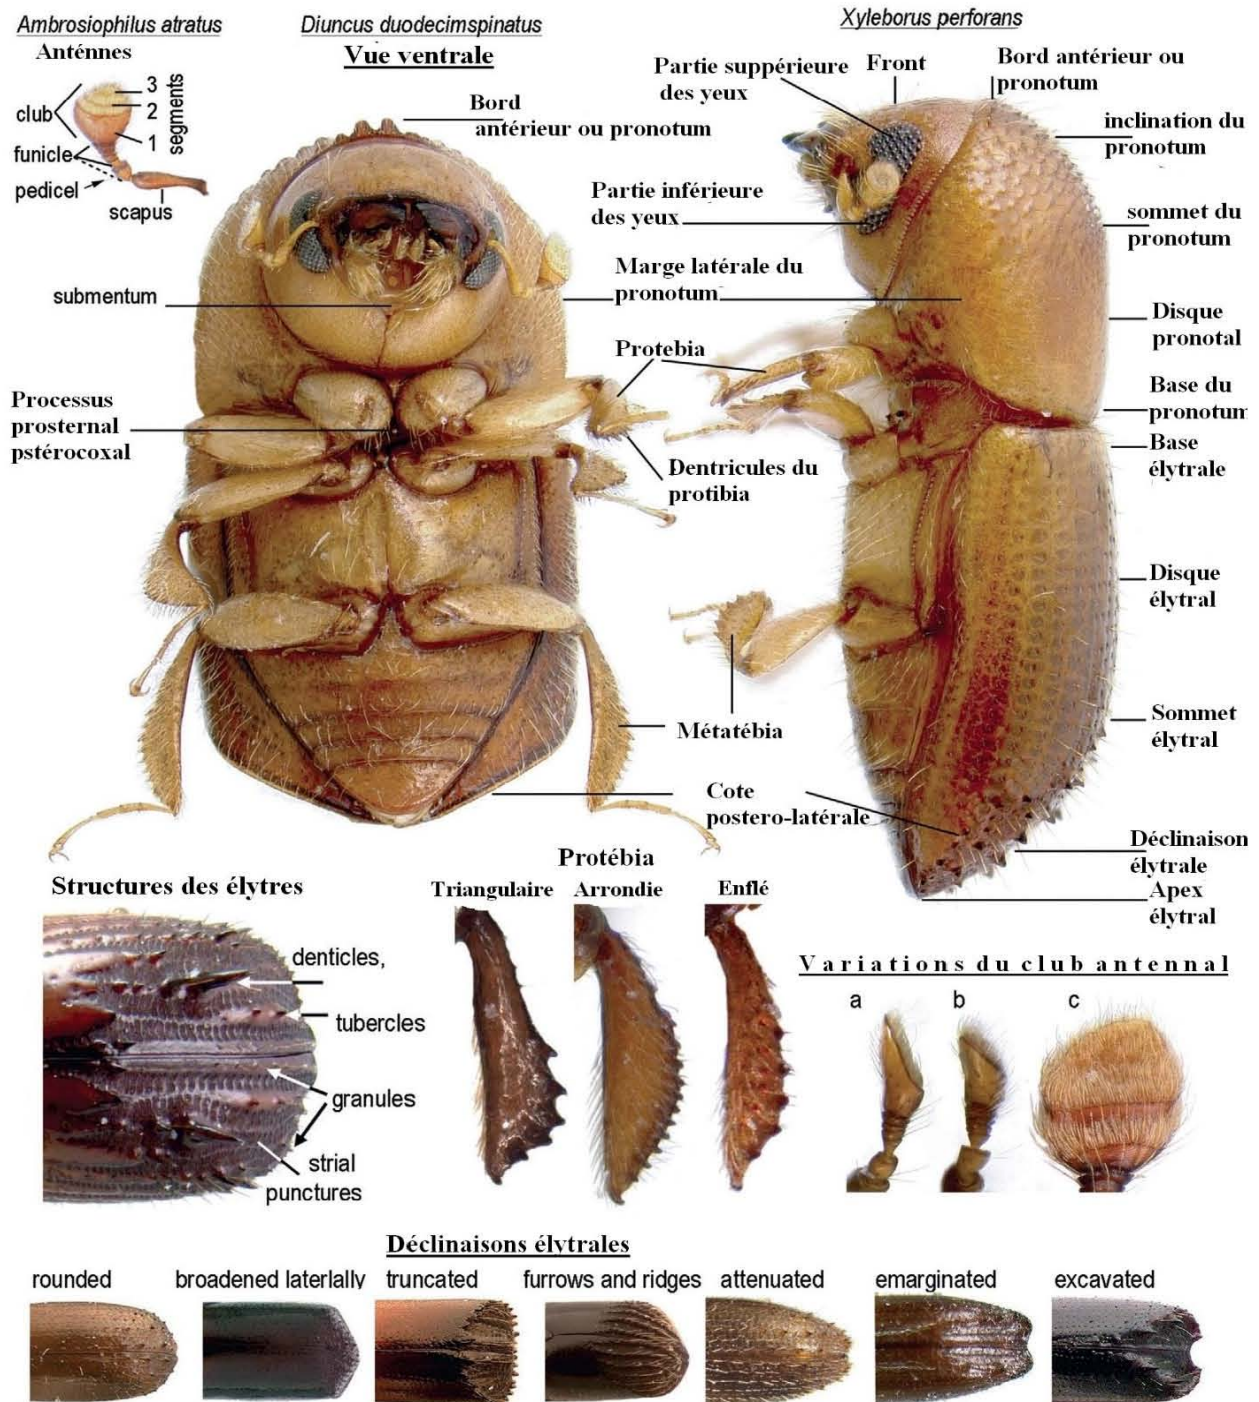 Ambrosiophilus atratus
Diuncus duodecimspinatus
Xyleborus perforans
Anténnes
Vue ventrale
club
funicle
pedicel
scapus
3
2
1
segments
Bord
antérieur ou pronotum
Partie suppérieure
des yeux
Front
Bord antérieur ou
pronotum
inclination du
pronotum
Partie inférieure
des yeux
sommet du
pronotum
submentum
Marge latérale du
pronotum
Disque
pronotal
Protebia
Processus
prosternal
pstérocoxal
Base du
pronotum
Base
élytrale
Dentricules du
protibia
Disque
élytral
Métatébia
Sommet
élytral
Cote
postero-latérale
Déclinaison
élytrale
Apex
élytral
Structures des élytres
denticles,
tubercles
granules
strial
punctures
Protébia
Triangulaire
Arrondie
Enflé
Variations du club antennal
a
b
c
Déclinaisons élytrales
rounded
broadened laterlally
truncated
furrows and ridges
attenuated
emarginated
excavated